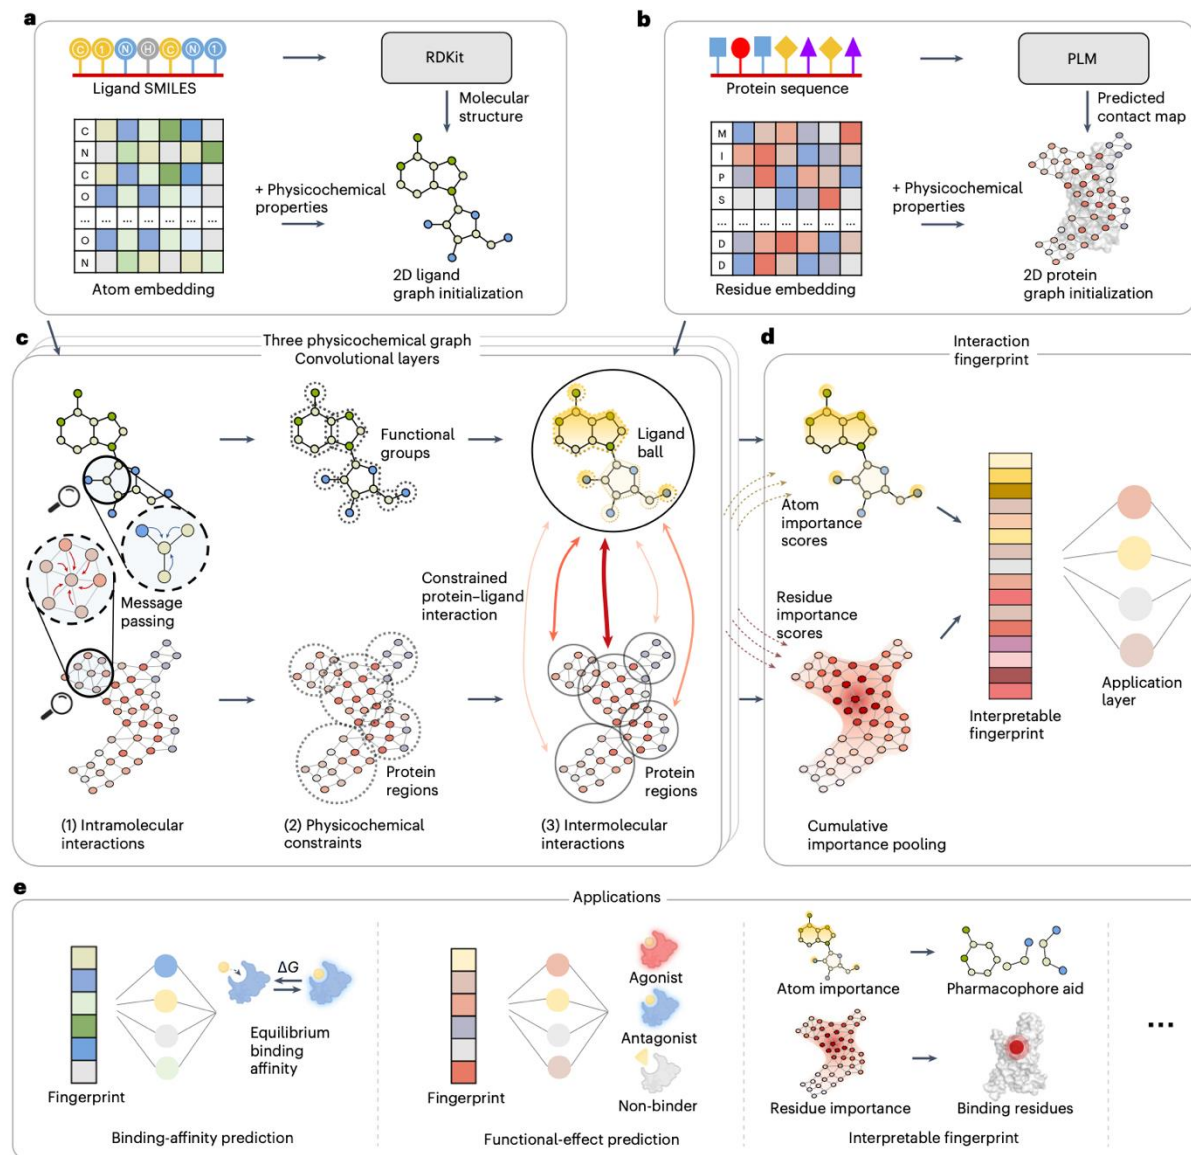 a
C 1 N H C N 1
Ligand SMILES
RDKit
Molecular
structure
C
N
C
O
... ... ... ... ... ... ...
O
N
+ Physicochemical
properties
Atom embedding
2D ligand
graph initialization
b
Protein sequence
PLM
Predicted
contact map
M
I
P
S
... ... ... ... ... ... ...
D
D
+ Physicochemical
properties
Residue embedding
2D protein
graph initialization
c
Three physicochemical graph
Convolutional layers
Functional
groups
Ligand
ball
Message
passing
Constrained
protein–ligand
interaction
Protein
regions
Protein
regions
(1) Intramolecular
interactions
(2) Physicochemical
constraints
(3) Intermolecular
interactions
d
Interaction
fingerprint
Atom
importance
scores
Residue
importance
scores
Interpretable
fingerprint
Application
layer
Cumulative
importance pooling
e
Applications
Fingerprint
ΔG
Equilibrium
binding
affinity
Binding-affinity prediction
Fingerprint
Agonist
Antagonist
Non-binder
Functional-effect prediction
Atom importance
Pharmacophore aid
Residue importance
Binding residues
Interpretable fingerprint
...